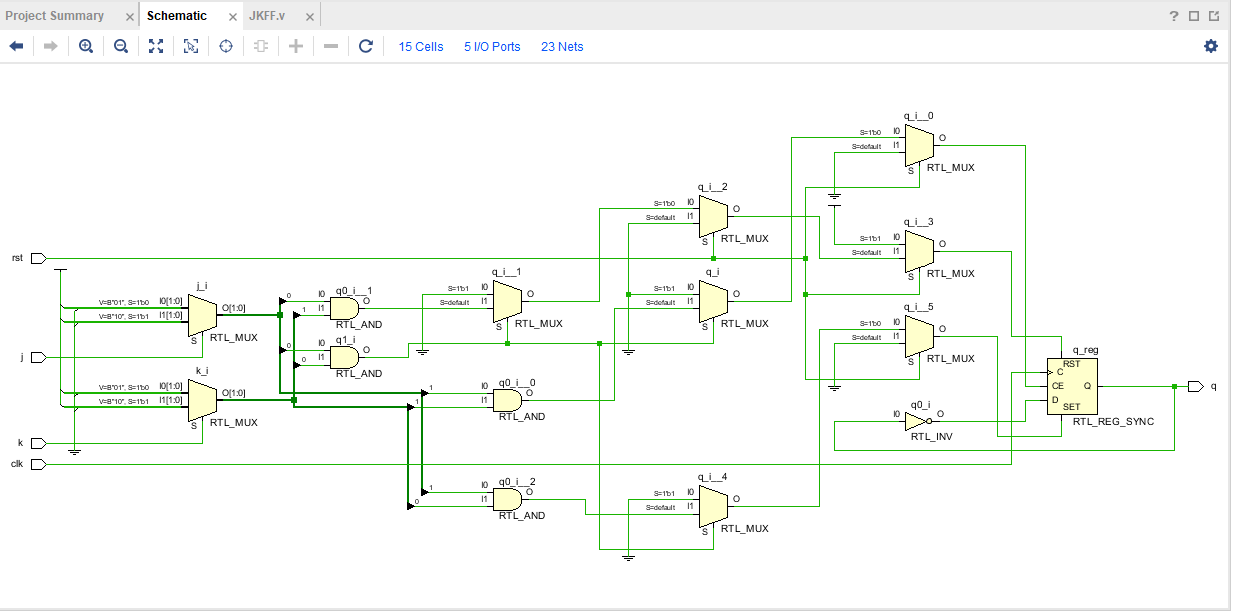 Project Summary
Schematic
JKFF.v
15 Cells 5 I/O Ports 23 Nets
q_i__0
S=1'b0 I0 O
S=default I1
S RTL_MUX
q_i__2
S=1'b0 I0 O
S=default I1
S RTL_MUX
q_i__3
S=1'b1 I0 O
S=default I1
S RTL_MUX
rst
q_i__1
S=1'b1 I0 O
S=default I1
S RTL_MUX
q_i
S=1'b1 I0 O
S=default I1
S RTL_MUX
j_i
V=B"01", S=1'b0 I0[1:0] O[1:0]
V=B"10", S=1'b1 I1[1:0]
S RTL_MUX
0 q0_i__1
I0 O
1 I1
RTL_AND
q1_i
0 I0 O
0 I1
RTL_AND
q_i__5
S=1'b0 I0 O
S=default I1
S RTL_MUX
j
k_i
V=B"01", S=1'b0 I0[1:0] O[1:0]
V=B"10", S=1'b1 I1[1:0]
S RTL_MUX
q0_i__0
1 I0 O
1 I1
RTL_AND
q_reg
RST
C
CE Q
D
SET
RTL_REG_SYNC
q
q0_i
I0 O
RTL_INV
k
clk
q0_i__2
1 I0 O
0 I1
RTL_AND
q_i__4
S=1'b1 I0 O
S=default I1
S RTL_MUX